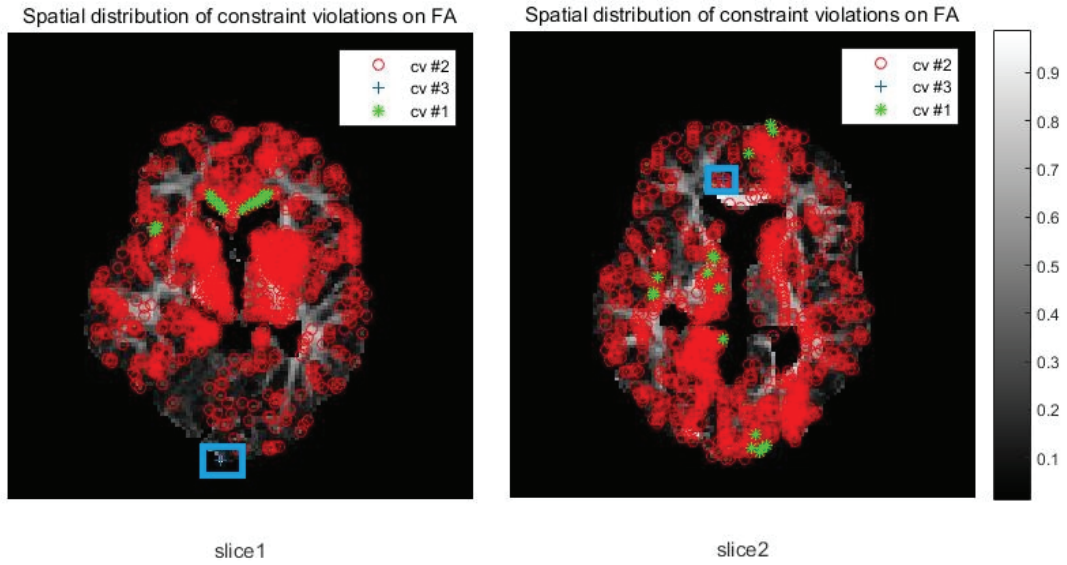 Spatial distribution of constraint violations on FA
cv #2
cv #3
cv #1
slice1
Spatial distribution of constraint violations on FA
cv #2
cv #3
cv #1
slice2
0.9
0.8
0.7
0.6
0.5
0.4
0.3
0.2
0.1